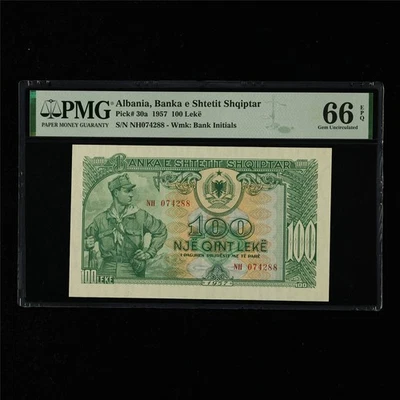 PMG
PAPER MONEY GUARANTY
Albania, Banka e Shtetit Shqiptar
Pick# 30a 1957 100 Lekë
S/N NH074288 - Wmk: Bank Initials
66 EPQ
Gem Uncirculated
BANKA E SHTETIT SHQIPTAR
NH 074288
100
NJË QINT LEKË
NH 074288
100 LEKË
1957
100